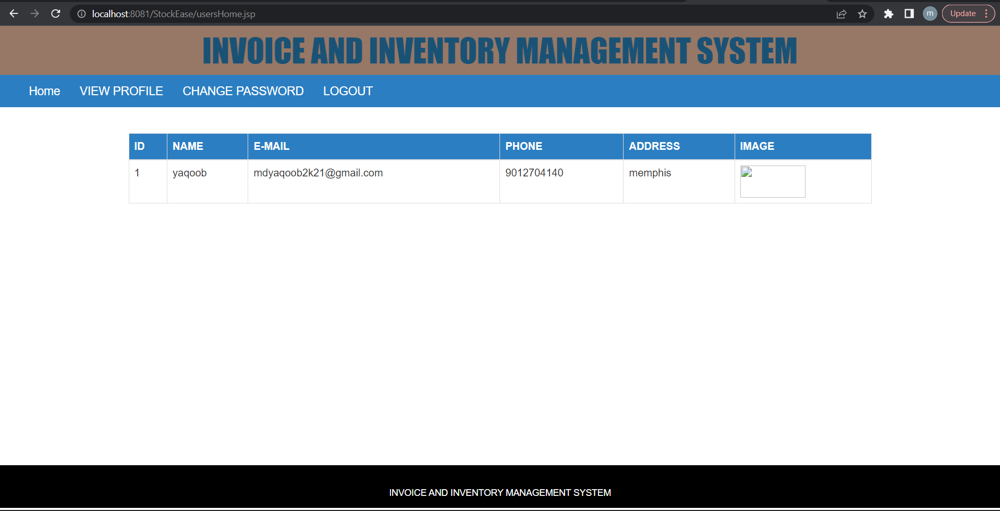 localhost:8081/StockEase/usersHome.jsp
m
Update
INVOICE AND INVENTORY MANAGEMENT SYSTEM
Home VIEW PROFILE CHANGE PASSWORD LOGOUT
ID NAME E-MAIL PHONE ADDRESS IMAGE
1 yaqoob mdyaqoob2k21@gmail.com 9012704140 memphis
INVOICE AND INVENTORY MANAGEMENT SYSTEM